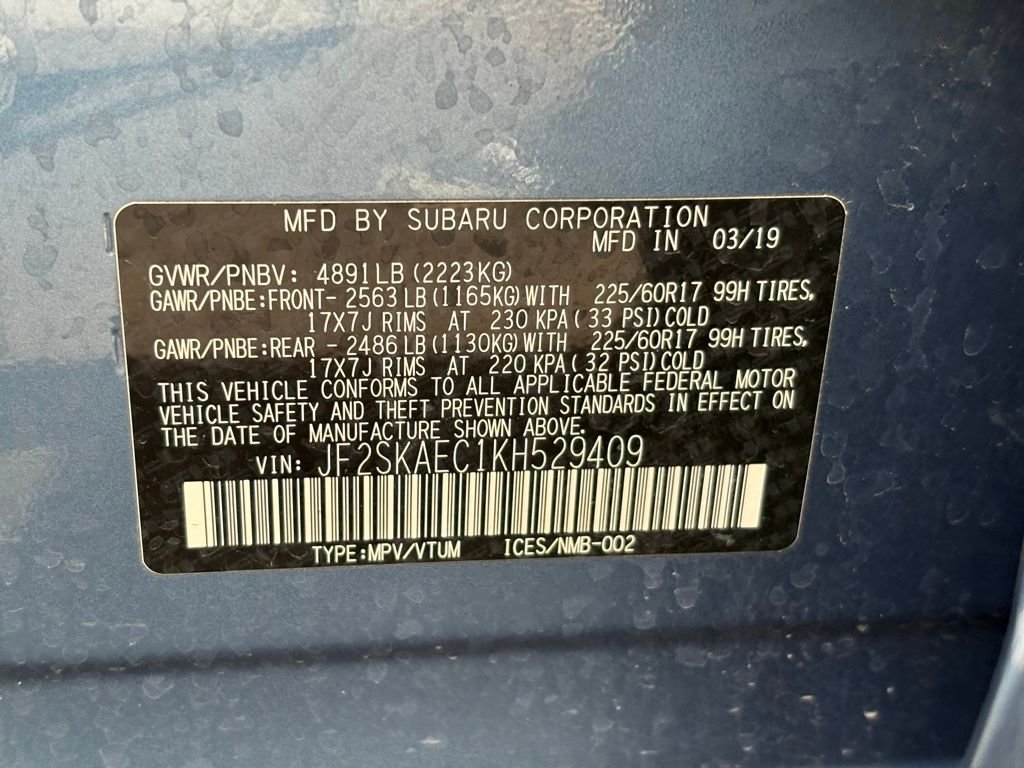 MFD BY SUBARU CORPORATION
MFD IN 03/19
GVWR/PNBV: 4891LB (2223KG)
GAWR/PNBE:FRONT- 2563 LB (1165KG) WITH 225/60R17 99H TIRES,
17X7J RIMS AT 230 KPA ( 33 PSI) COLD
GAWR/PNBE:REAR - 2486 LB (1130KG) WITH 225/60R17 99H TIRES,
17X7J RIMS AT 220 KPA ( 32 PSI) COLD
THIS VEHICLE CONFORMS TO ALL APPLICABLE FEDERAL MOTOR
VEHICLE SAFETY AND THEFT PREVENTION STANDARDS IN EFFECT ON
THE DATE OF MANUFACTURE SHOWN ABOVE.
VIN: JF2SKAEC1KH529409
TYPE:MPV/VTUM ICES/NMB-002